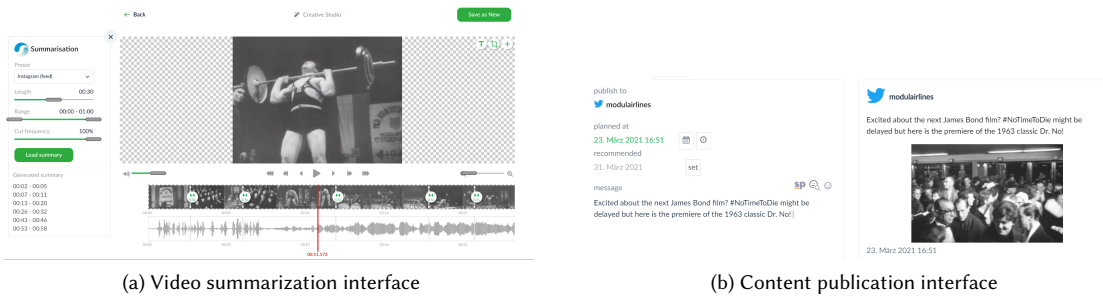 ← Back
Creative Studio
Save as New
Summarisation
Preset
Instagram (feed)
Length 00:30
Range 00:00 - 01:00
Cut frequency 100%
Load summary
Generated summary
00:02 - 00:05
00:07 - 00:11
00:13 - 00:20
00:26 - 00:32
00:43 - 00:46
00:53 - 00:58
00:11.573
(a) Video summarization interface
publish to
modulairlines
planned at
23. März 2021 16:51
recommended
31. März 2021
set
message
sp
Excited about the next James Bond film? #NoTimeToDie might be
delayed but here is the premiere of the 1963 classic Dr. No!
modulairlines
Excited about the next James Bond film? #NoTimeToDie might be
delayed but here is the premiere of the 1963 classic Dr. No!
23. März 2021 16:51
(b) Content publication interface